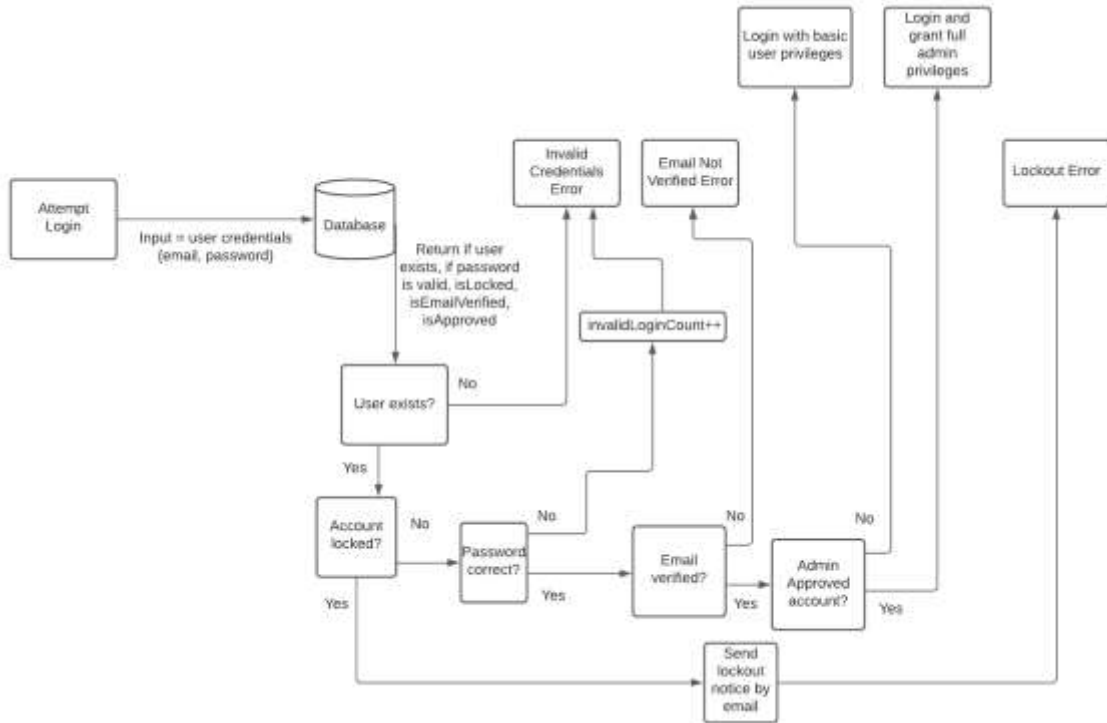 Login with basic
user privileges
Login and
grant full
admin
privileges
Invalid
Credentials
Error
Email Not
Verified Error
Lockout Error
Attempt
Login
Input = user credentials
(email, password)
Database
Return if user
exists, if password
is valid, isLocked,
isEmailVerified,
isApproved
invalidLoginCount++
User exists?
No
Yes
Account
locked?
No
Yes
Password
correct?
No
Yes
Email
verified?
No
Yes
Admin
Approved
account?
No
Yes
Send
lockout
notice by
email